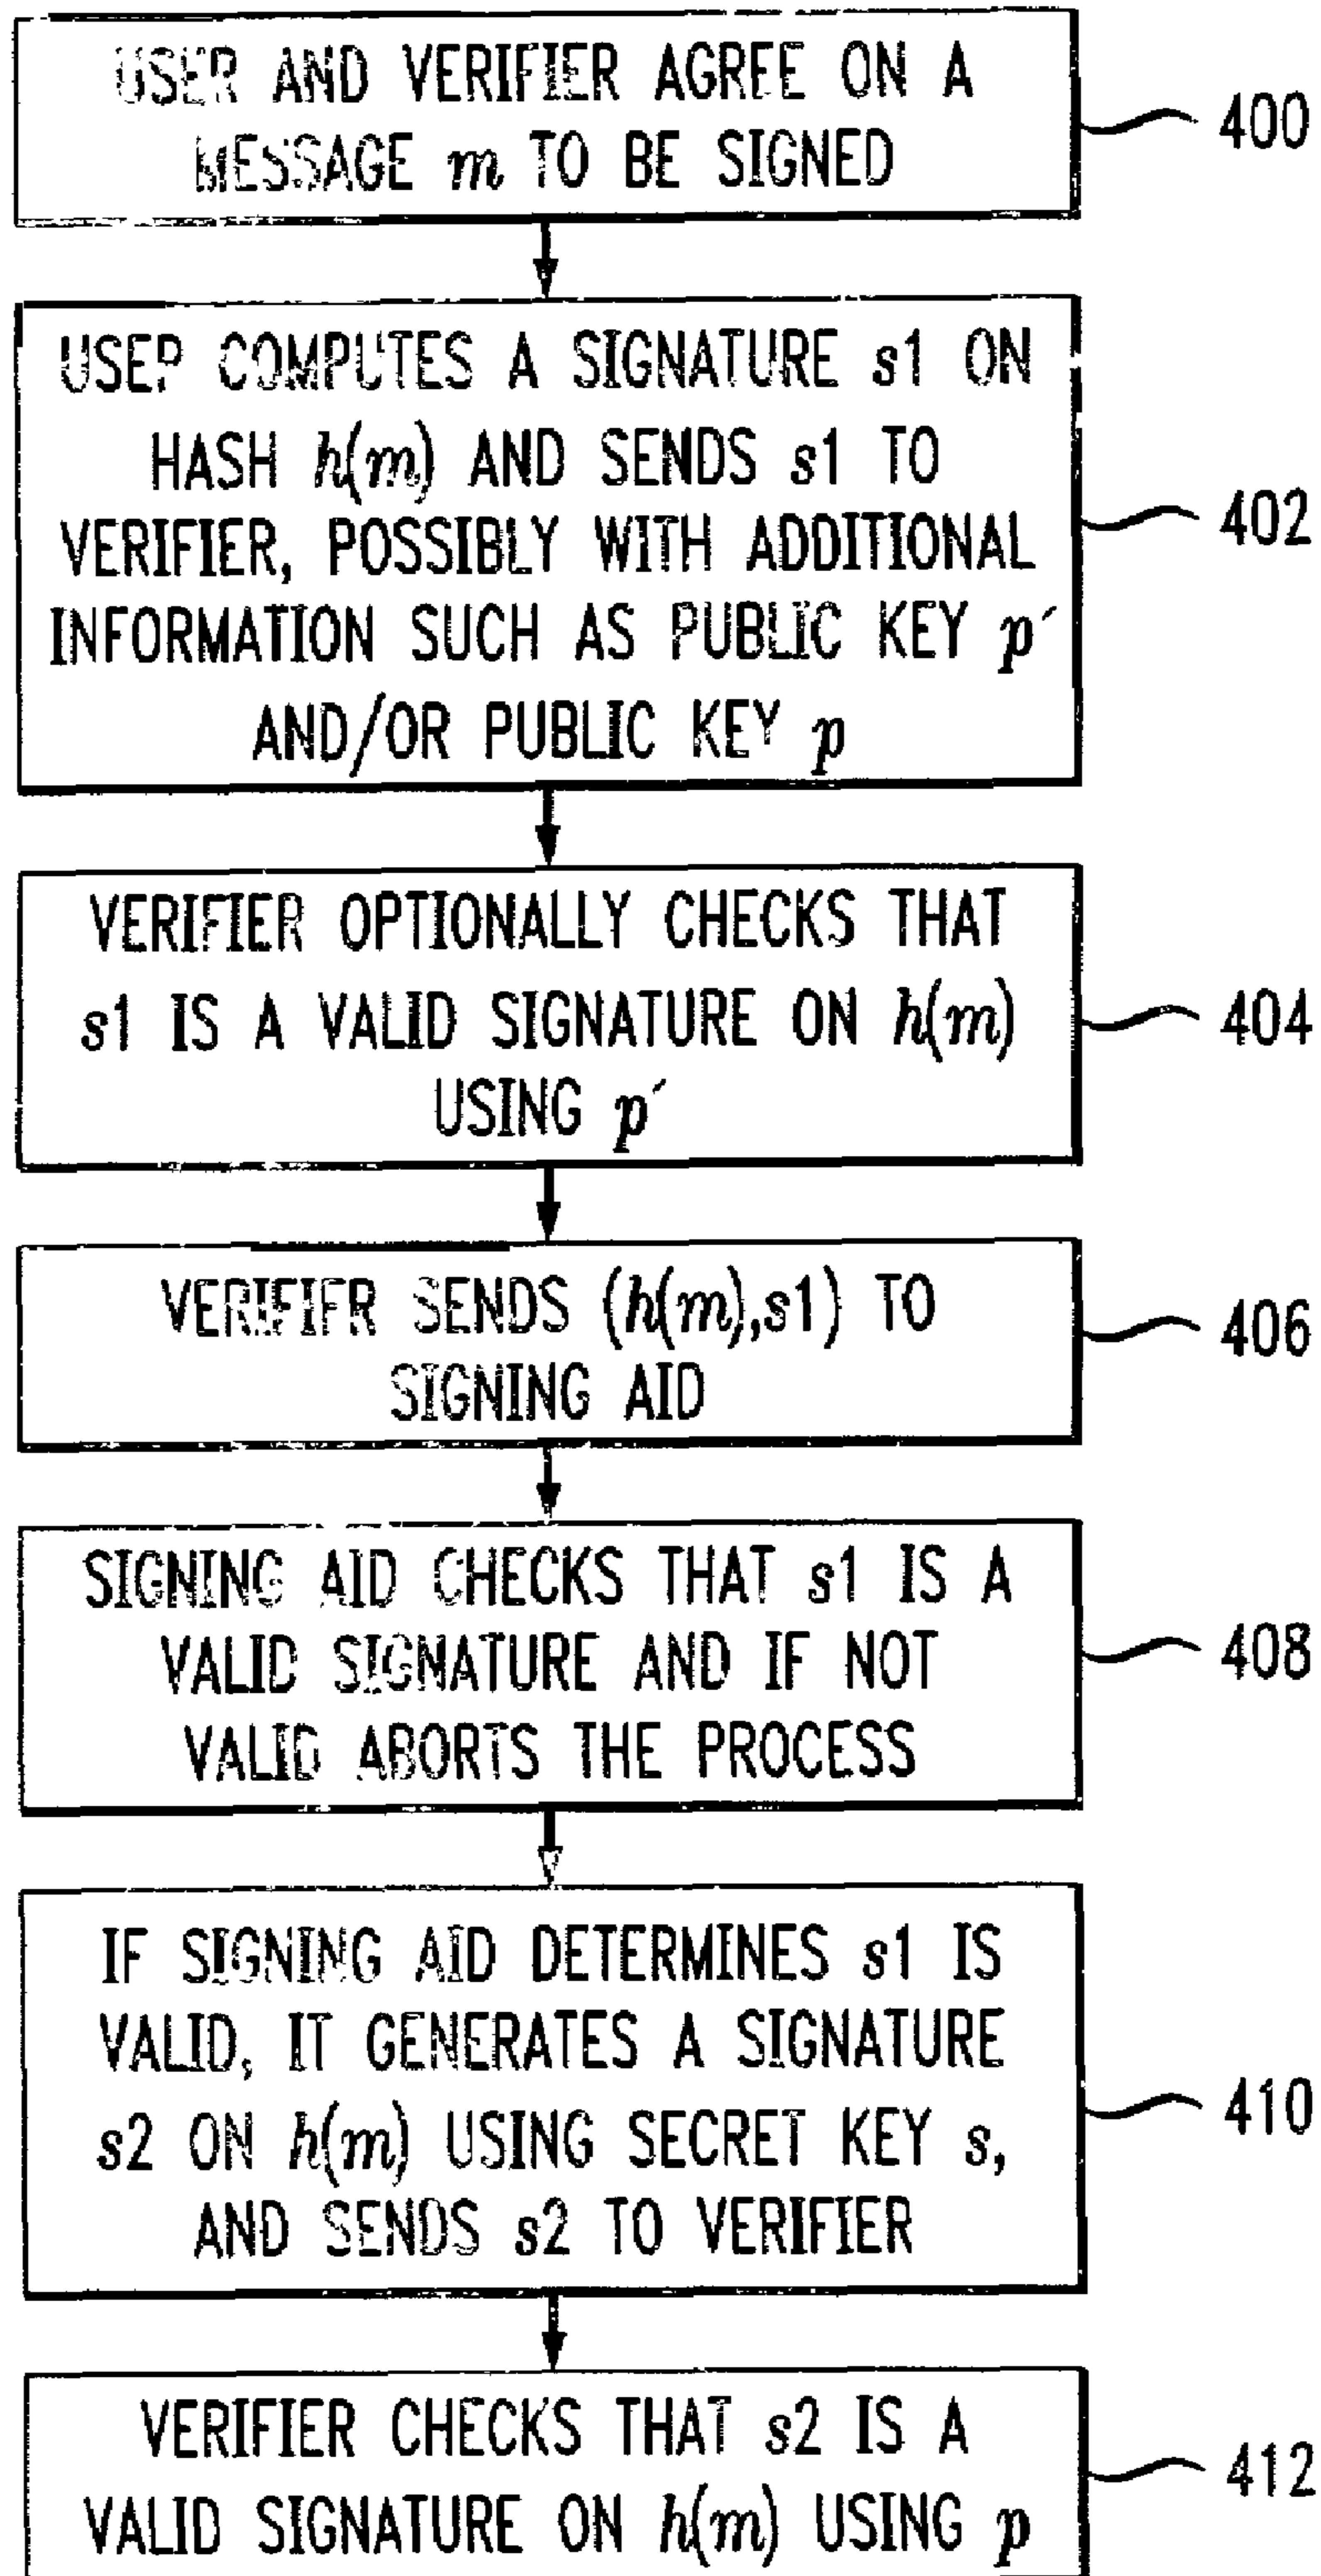 USER AND VERIFIER AGREE ON A
MESSAGE m TO BE SIGNED
400
USER COMPUTES A SIGNATURE s1 ON
HASH h(m) AND SENDS s1 TO
VERIFIER, POSSIBLY WITH ADDITIONAL
INFORMATION SUCH AS PUBLIC KEY p´
AND/OR PUBLIC KEY p
402
VERIFIER OPTIONALLY CHECKS THAT
s1 IS A VALID SIGNATURE ON h(m)
USING p´
404
VERIFIER SENDS (h(m),s1) TO
SIGNING AID
406
SIGNING AID CHECKS THAT s1 IS A
VALID SIGNATURE AND IF NOT
VALID ABORTS THE PROCESS
408
IF SIGNING AID DETERMINES s1 IS
VALID, IT GENERATES A SIGNATURE
s2 ON h(m) USING SECRET KEY s,
AND SENDS s2 TO VERIFIER
410
VERIFIER CHECKS THAT s2 IS A
VALID SIGNATURE ON h(m) USING p
412